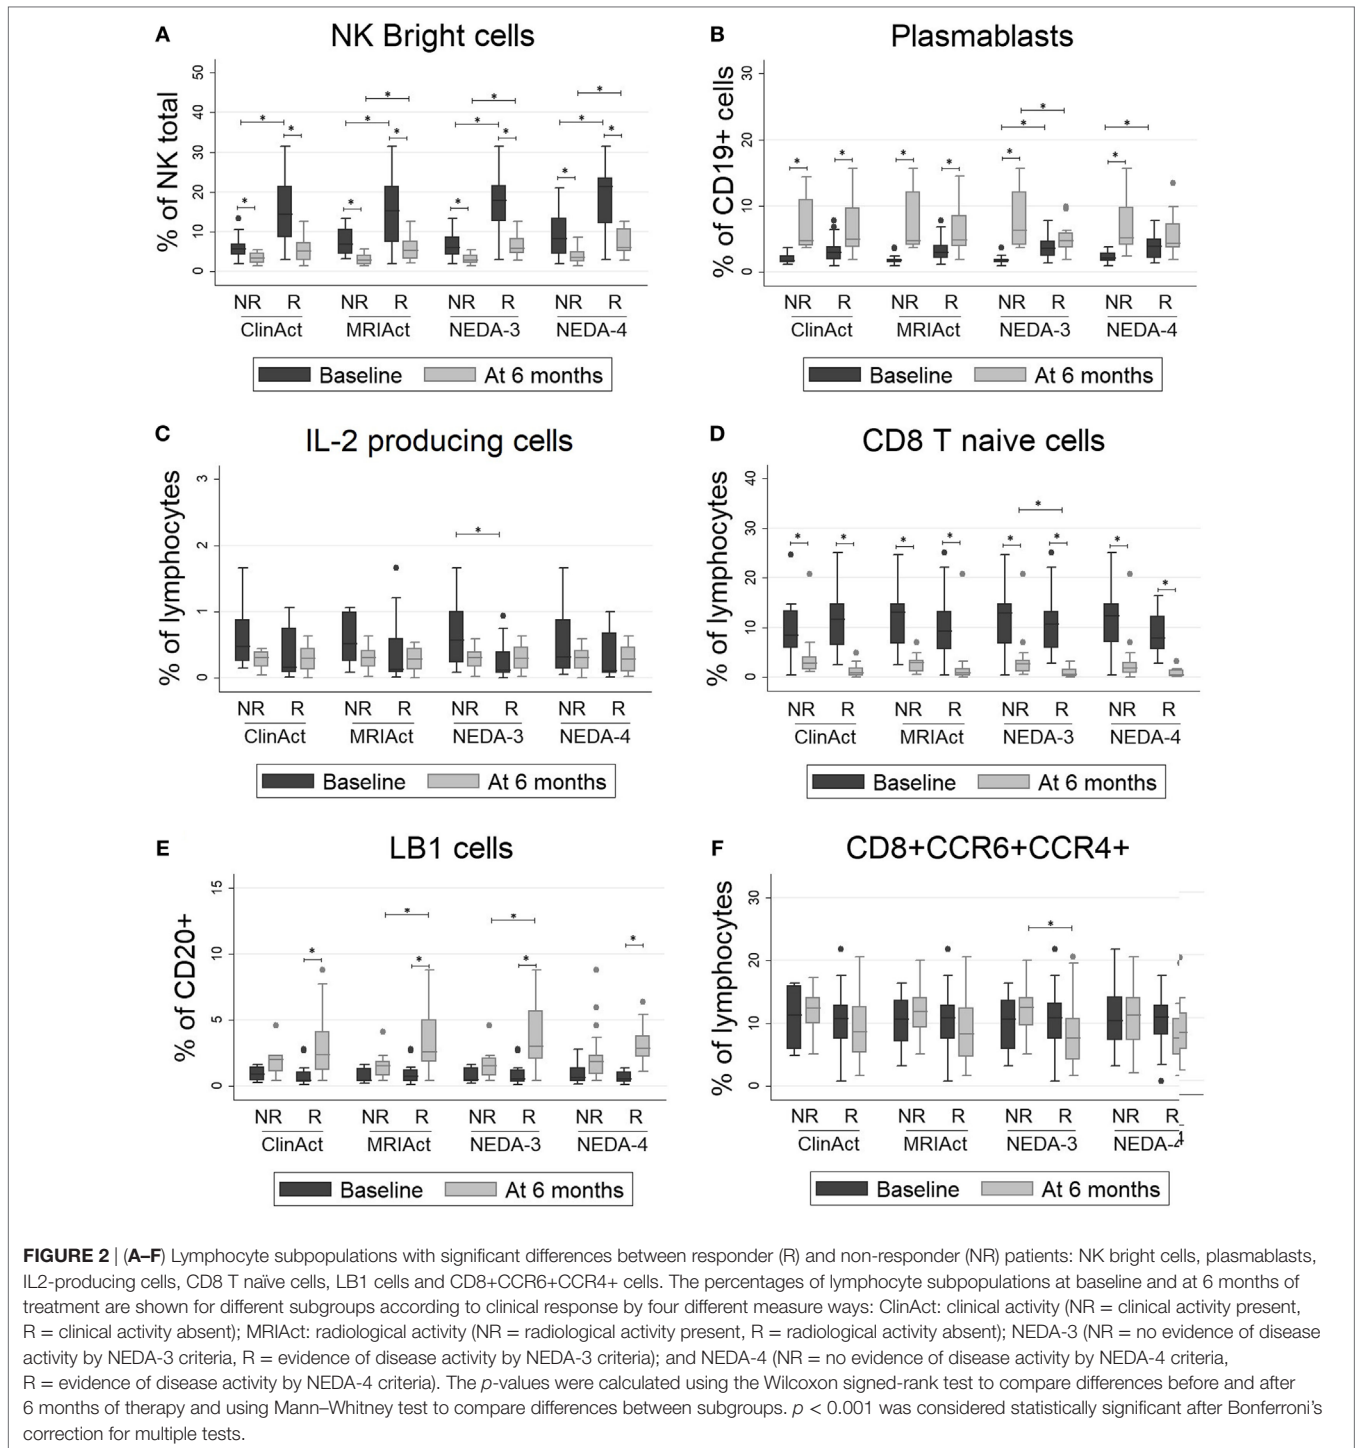 A
NK Bright cells
% of NK total
50
40
30
20
10
0
* * * * * * * * * * * * * *
NR R NR R NR R NR R
ClinAct MRIAct NEDA-3 NEDA-4
Baseline At 6 months
B
Plasmablasts
% of CD19+ cells
30
20
10
0
* * * * * * * * *
NR R NR R NR R NR R
ClinAct MRIAct NEDA-3 NEDA-4
Baseline At 6 months
C
IL-2 producing cells
% of lymphocytes
3
2
1
0
*
NR R NR R NR R NR R
ClinAct MRIAct NEDA-3 NEDA-4
Baseline At 6 months
D
CD8 T naive cells
% of lymphocytes
40
30
20
10
0
* * * * * * * * *
NR R NR R NR R NR R
ClinAct MRIAct NEDA-3 NEDA-4
Baseline At 6 months
E
LB1 cells
% of CD20+
15
10
5
0
* * * * * *
NR R NR R NR R NR R
ClinAct MRIAct NEDA-3 NEDA-4
Baseline At 6 months
F
CD8+CCR6+CCR4+
% of lymphocytes
30
20
10
0
*
NR R NR R NR R NR R
ClinAct MRIAct NEDA-3 NEDA-4
Baseline At 6 months
FIGURE 2 | (A–F) Lymphocyte subpopulations with significant differences between responder (R) and non-responder (NR) patients: NK bright cells, plasmablasts,
IL2-producing cells, CD8 T naïve cells, LB1 cells and CD8+CCR6+CCR4+ cells. The percentages of lymphocyte subpopulations at baseline and at 6 months of
treatment are shown for different subgroups according to clinical response by four different measure ways: ClinAct: clinical activity (NR = clinical activity present,
R = clinical activity absent); MRIAct: radiological activity (NR = radiological activity present, R = radiological activity absent); NEDA-3 (NR = no evidence of disease
activity by NEDA-3 criteria, R = evidence of disease activity by NEDA-3 criteria); and NEDA-4 (NR = no evidence of disease activity by NEDA-4 criteria,
R = evidence of disease activity by NEDA-4 criteria). The p-values were calculated using the Wilcoxon signed-rank test to compare differences before and after
6 months of therapy and using Mann–Whitney test to compare differences between subgroups. p < 0.001 was considered statistically significant after Bonferroni's
correction for multiple tests.